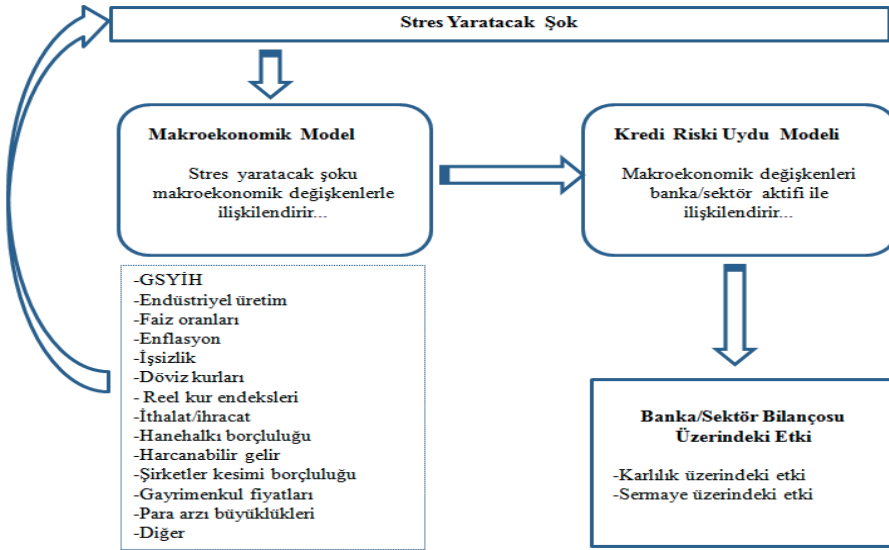 Stres Yaratacak Şok
Makroekonomik Model
Stres yaratacak şoku
makroekonomik değişkenlerle
ilişkilendirir...
Kredi Riski Uydu Modeli
Makroekonomik değişkenleri
banka/sektör aktifi ile
ilişkilendirir...
-GSYİH
-Endüstriyel üretim
-Faiz oranları
-Enflasyon
-İşsizlik
-Döviz kurları
- Reel kur endeksleri
-İthalat/ihracat
-Hanehalkı borçluluğu
-Harcanabilir gelir
-Şirketler kesimi borçluluğu
-Gayrimenkul fiyatları
-Para arzı büyüklükleri
-Diğer
Banka/Sektör Bilançosu
Üzerindeki Etki
-Karlılık üzerindeki etki
-Sermaye üzerindeki etki